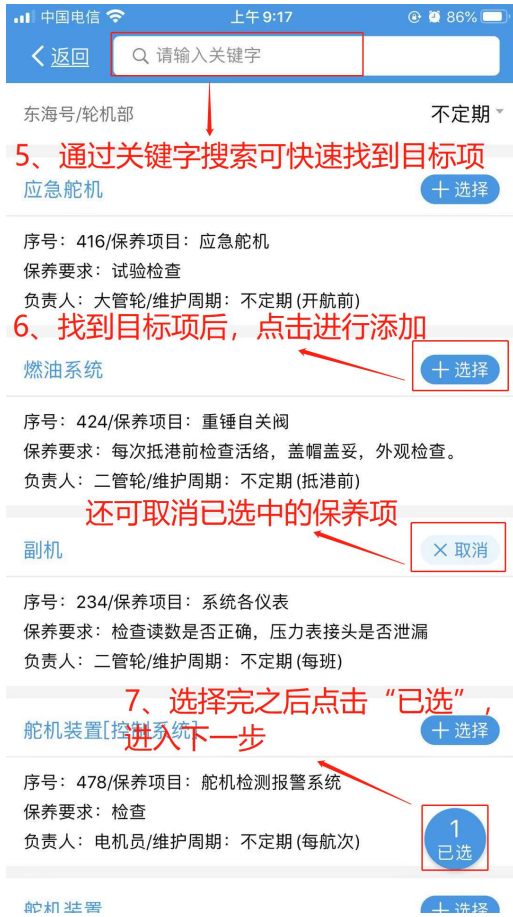 中国电信 上午 9:17 86%
返回 请输入关键字
东海号/轮机部 不定期
5、通过关键字搜索可快速找到目标项
应急舵机 十 选择
序号：416/保养项目：应急舵机
保养要求：试验检查
负责人：大管轮/维护周期：不定期(开航前)
6、找到目标项后，点击进行添加
燃油系统 十 选择
序号：424/保养项目：重锤自关阀
保养要求：每次抵港前检查活络，盖帽盖妥，外观检查。
负责人：二管轮/维护周期：不定期(抵港前)
还可取消已选中的保养项
副机 × 取消
序号：234/保养项目：系统各仪表
保养要求：检查读数是否正确，压力表接头是否泄漏
负责人：二管轮/维护周期：不定期(每班)
7、选择完之后点击“已选”，
舵机装置[控制系统] 十 选择
进入下一步
序号：478/保养项目：舵机检测报警系统
保养要求：检查
负责人：电机员/维护周期：不定期(每航次)
1
已选
舵机装置 十 选择